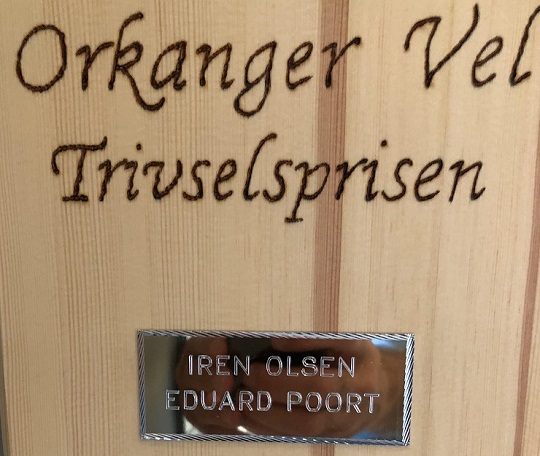 Orkanger Vel
Trivselsprisen
IREN OLSEN
EDUARD POORT